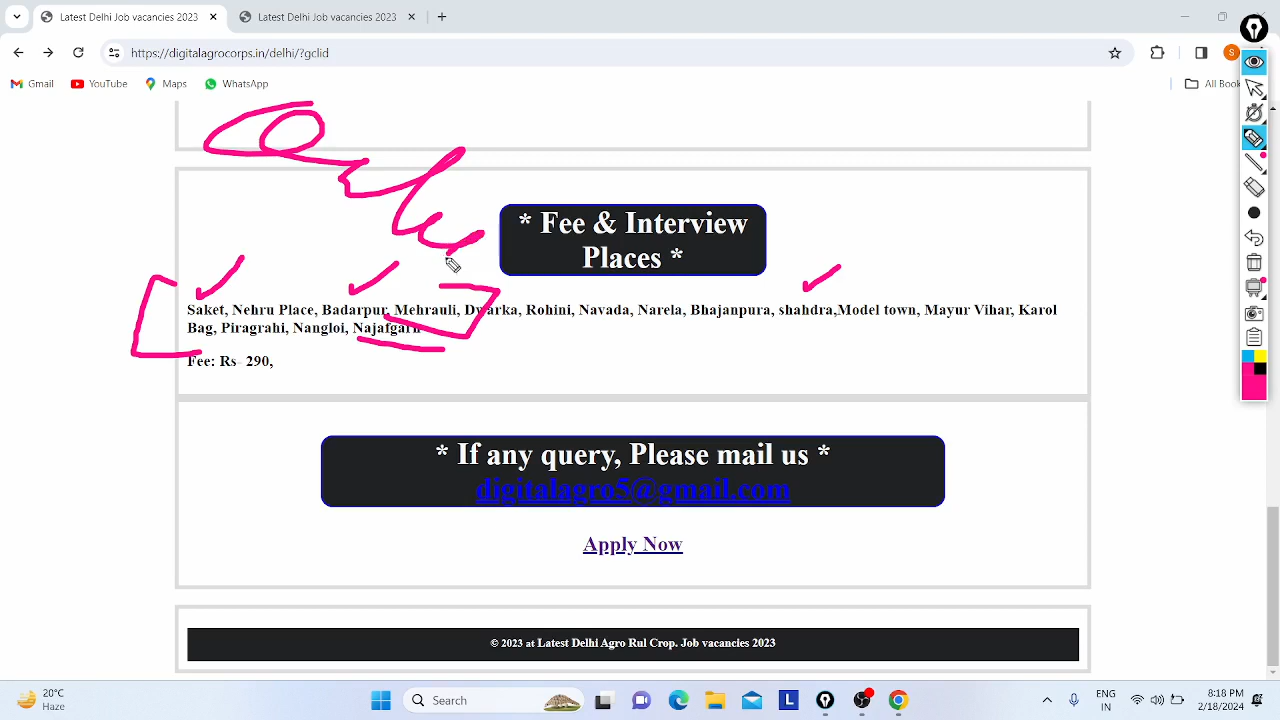 Latest Delhi Job vacancies 2023
Latest Delhi Job vacancies 2023
https://digitalagrocorps.in/delhi/?gclid
S
Gmail
YouTube
Maps
WhatsApp
All Book
* Fee & Interview
Places *
Saket, Nehru Place, Badarpur, Mehrauli, Dwarka, Rohini, Navada, Narela, Bhajanpura, shahdra,Model town, Mayur Vihar, Karol
Bag, Piragrahi, Nangloi, Najafgarh
Fee: Rs- 290,
* If any query, Please mail us *
digitalagro5@gmail.com
Apply Now
© 2023 at Latest Delhi Agro Rul Crop. Job vacancies 2023
20°C
Haze
Search
L
ENG
IN
8:18 PM
2/18/2024